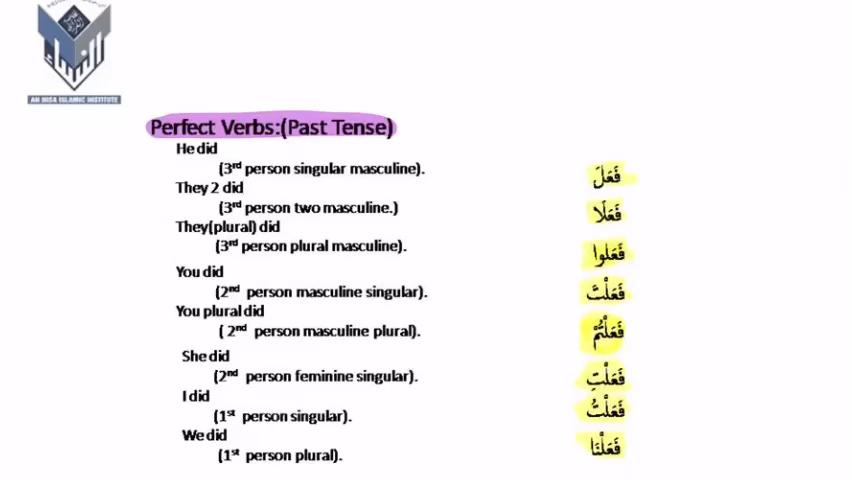 النساء
AN NISA ISLAMIC INSTITUTE
Perfect Verbs:(Past Tense)
He did
(3rd person singular masculine). فَعَلَ
They 2 did
(3rd person two masculine.) فَعَلَا
They(plural) did
(3rd person plural masculine). فَعَلوا
You did
(2nd person masculine singular). فَعَلْتَ
You plural did
( 2nd person masculine plural). فَعَلْتُمْ
She did
(2nd person feminine singular). فَعَلْتِ
I did
(1st person singular). فَعَلْتُ
We did
(1st person plural). فَعَلْنَا